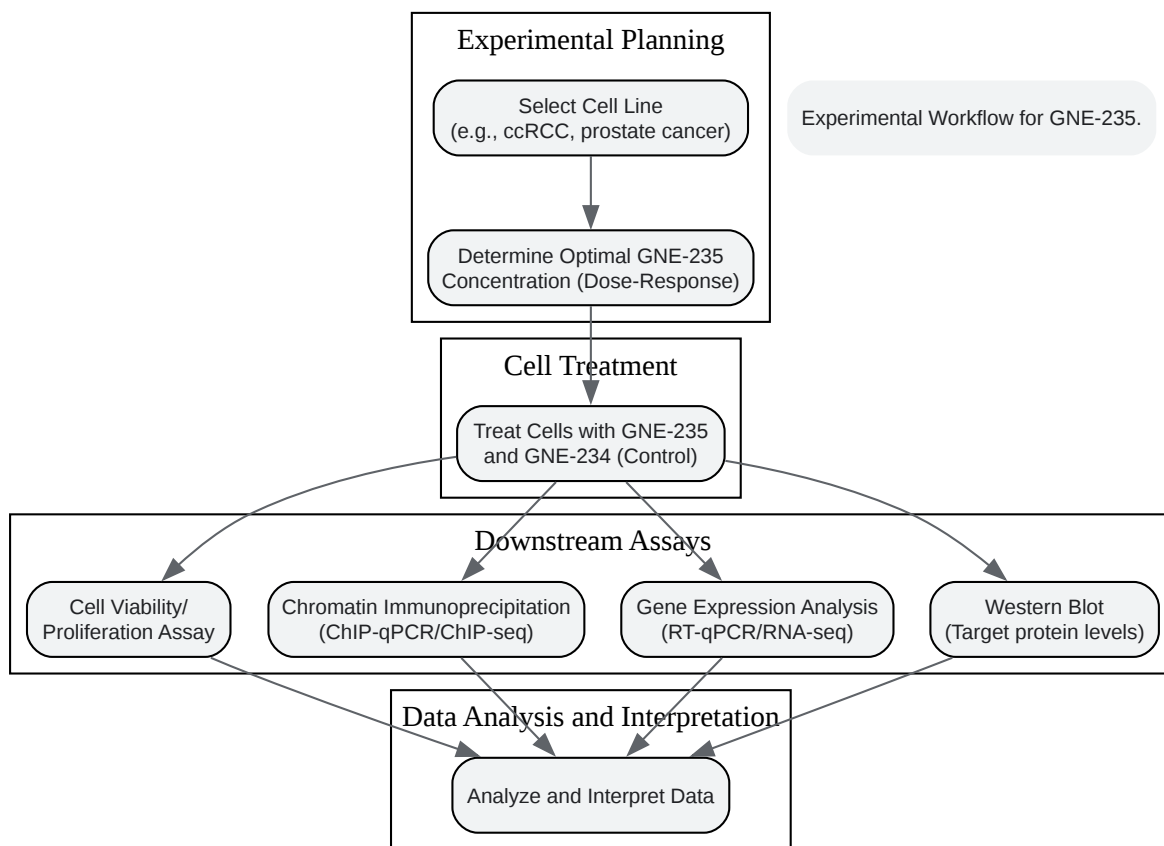 Experimental Planning
Select Cell Line
(e.g., ccRCC, prostate cancer)
Experimental Workflow for GNE-235.
Determine Optimal GNE-235
Concentration (Dose-Response)
Cell Treatment
Treat Cells with GNE-235
and GNE-234 (Control)
Downstream Assays
Cell Viability/
Proliferation Assay
Chromatin Immunoprecipitation
(ChIP-qPCR/ChIP-seq)
Gene Expression Analysis
(RT-qPCR/RNA-seq)
Western Blot
(Target protein levels)
Data Analysis and Interpretation
Analyze and Interpret Data